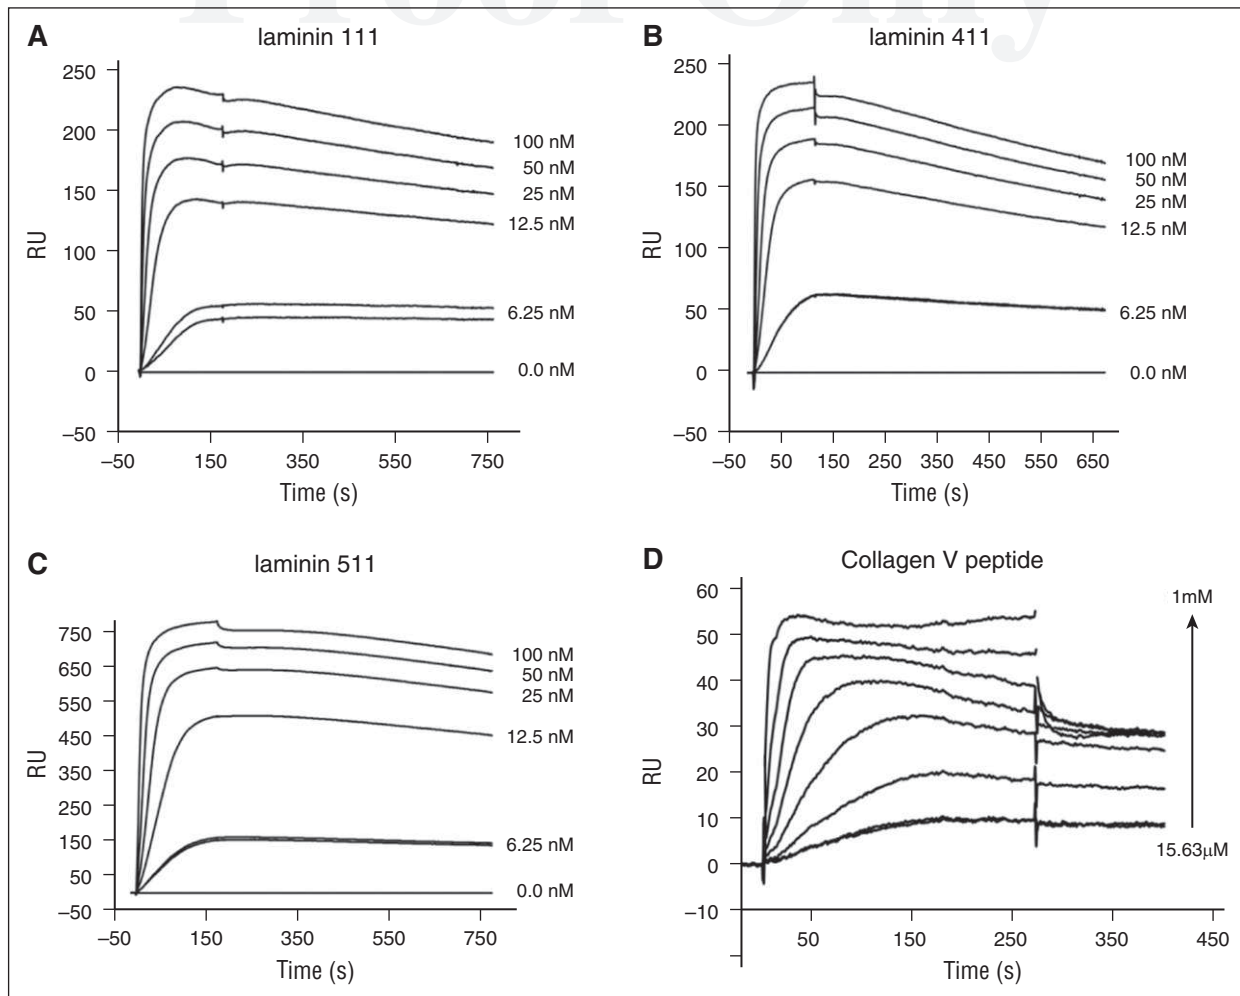 Proof Only
A
laminin 111
250
200
150
100
50
0
–50
RU
–50 150 350 550 750
Time (s)
100 nM
50 nM
25 nM
12.5 nM
6.25 nM
0.0 nM
B
laminin 411
250
200
150
100
50
0
–50
RU
–50 50 150 250 350 450 550 650
Time (s)
100 nM
50 nM
25 nM
12.5 nM
6.25 nM
0.0 nM
C
laminin 511
750
650
550
450
350
250
150
50
–50
RU
–50 150 350 550 750
Time (s)
100 nM
50 nM
25 nM
12.5 nM
6.25 nM
0.0 nM
D
Collagen V peptide
60
50
40
30
20
10
0
–10
RU
50 150 250 350 450
Time (s)
1mM
15.63μM